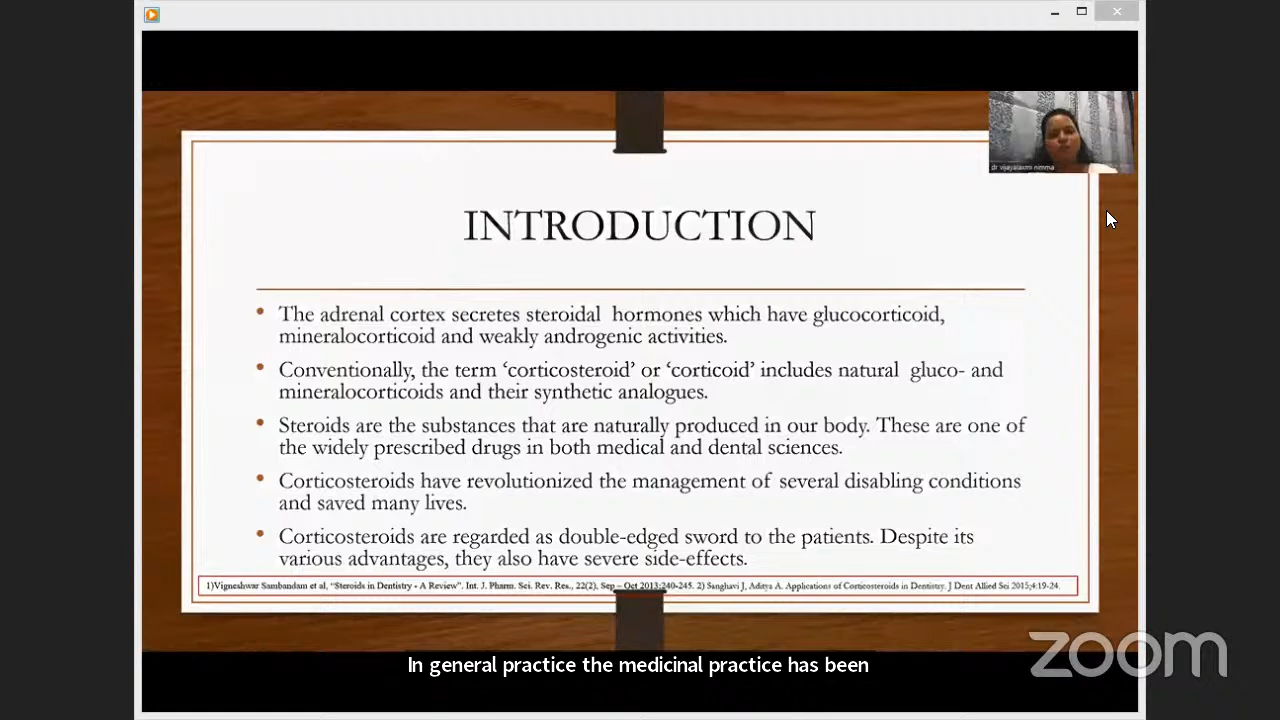 dr vijayalaxmi nimma
INTRODUCTION
• The adrenal cortex secretes steroidal hormones which have glucocorticoid,
mineralocorticoid and weakly androgenic activities.
• Conventionally, the term ‘corticosteroid’ or ‘corticoid’ includes natural gluco- and
mineralocorticoids and their synthetic analogues.
• Steroids are the substances that are naturally produced in our body. These are one of
the widely prescribed drugs in both medical and dental sciences.
• Corticosteroids have revolutionized the management of several disabling conditions
and saved many lives.
• Corticosteroids are regarded as double-edged sword to the patients. Despite its
various advantages, they also have severe side-effects.
1)Vigneshwar Sambandam et al, “Steroids in Dentistry - A Review”. Int. J. Pharm. Sci. Rev. Res., 22(2), Sep – Oct 2013;240-245. 2) Sanghavi J, Aditya A. Applications of Corticosteroids in Dentistry. J Dent Allied Sci 2015;4:19-24.
zoom
In general practice the medicinal practice has been